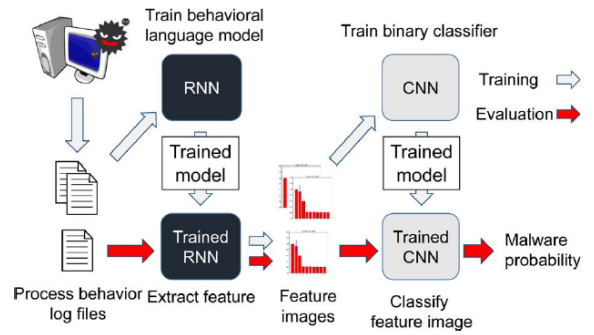 Train behavioral
language model
Train binary classifier
RNN
CNN
Training
Evaluation
Trained
model
Trained
model
Trained
RNN
Trained
CNN
Malware
probability
Process behavior
log files
Extract feature
Feature
images
Classify
feature image